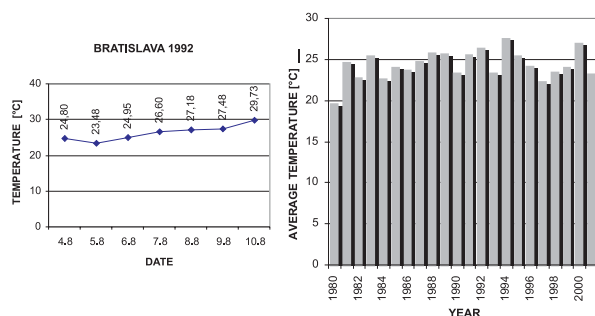 BRATISLAVA 1992
TEMPERATURE [°C]
40
30
20
10
0
24,80
23,48
24,95
26,60
27,18
27,48
29,73
4.8 5.8 6.8 7.8 8.8 9.8 10.8
DATE
AVERAGE TEMPERATURE [°C]
30
25
20
15
10
5
0
1980 1982 1984 1986 1988 1990 1992 1994 1996 1998 2000
YEAR